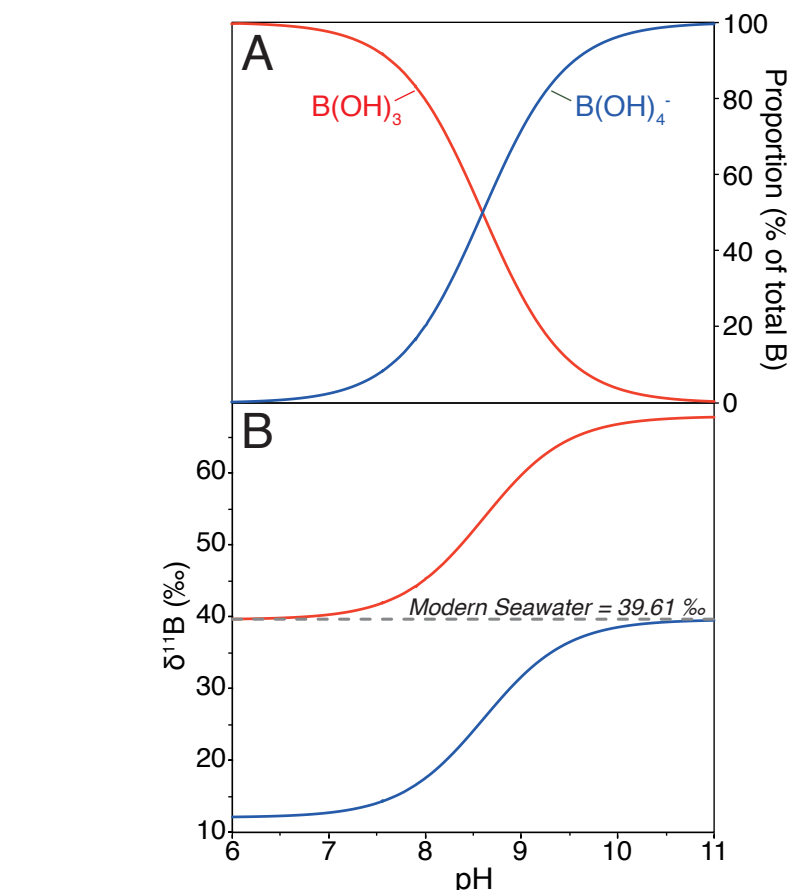 A
B(OH)₃
B(OH)₄⁻
100
80
60
40
20
0
Proportion (% of total B)
B
60
50
40
30
20
10
δ¹¹B (‰)
Modern Seawater = 39.61 ‰
6 7 8 9 10 11
pH